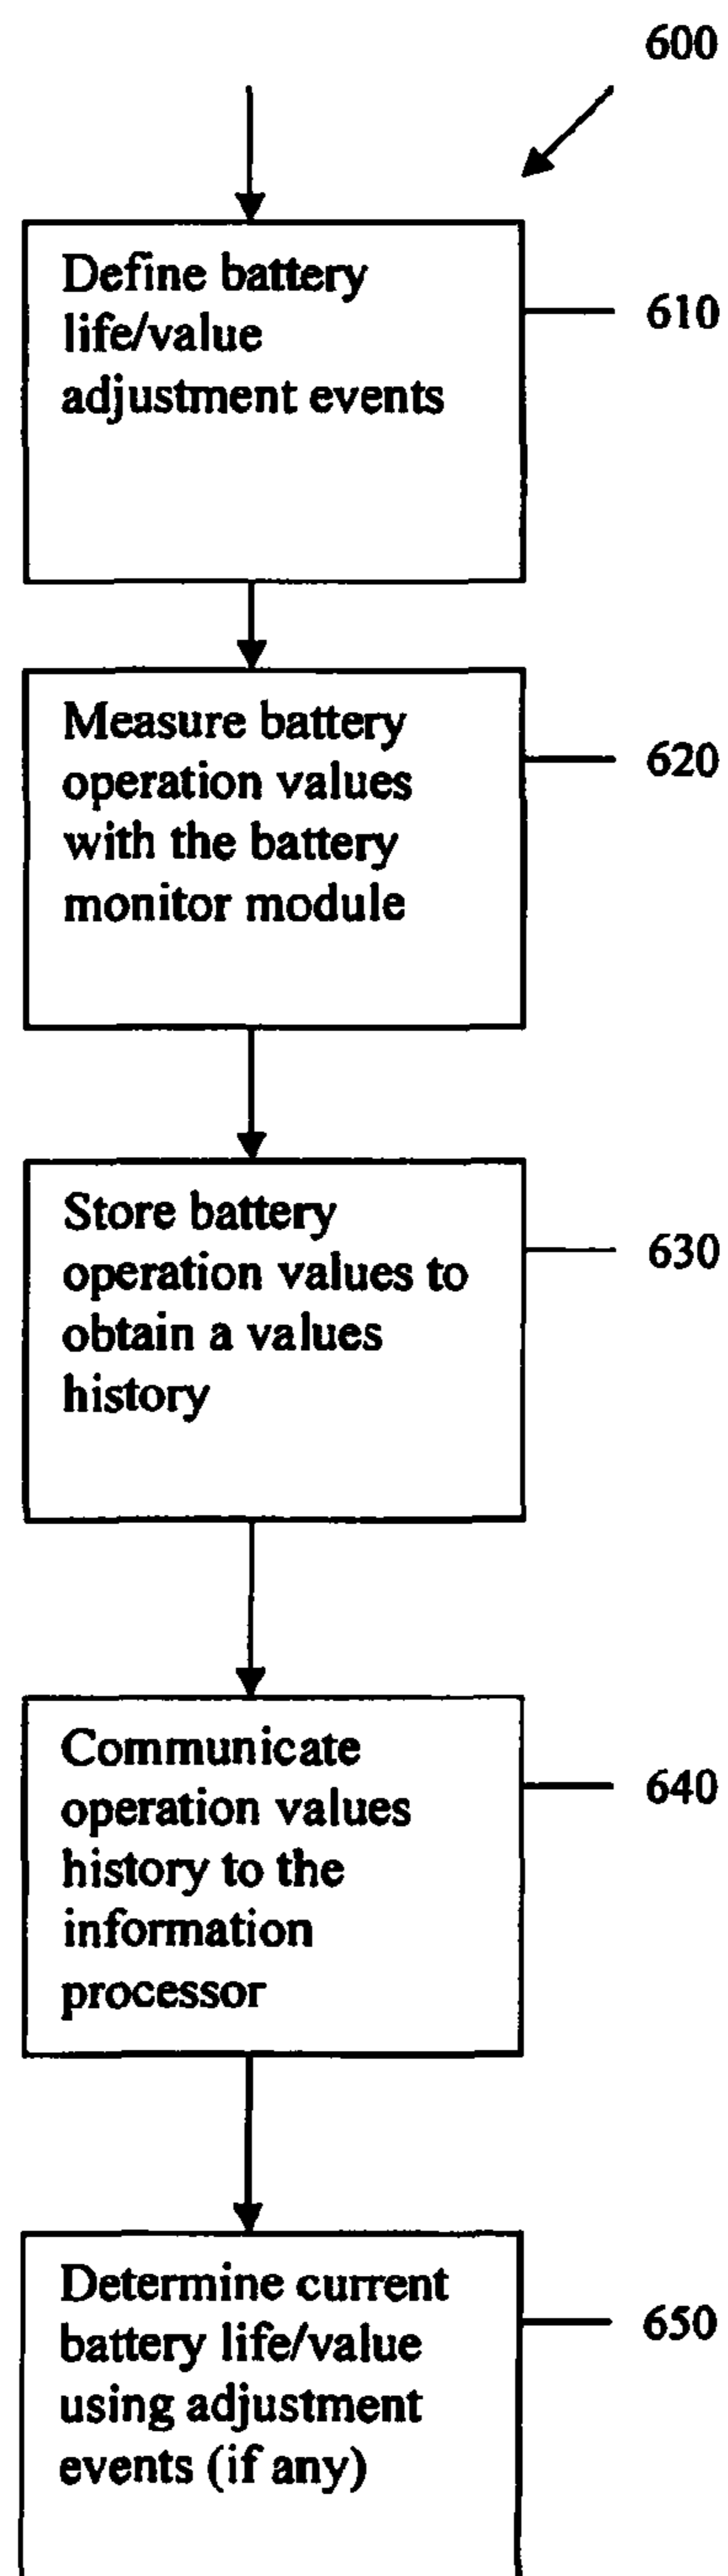 600
Define battery
life/value
adjustment events
610
Measure battery
operation values
with the battery
monitor module
620
Store battery
operation values to
obtain a values
history
630
Communicate
operation values
history to the
information
processor
640
Determine current
battery life/value
using adjustment
events (if any)
650